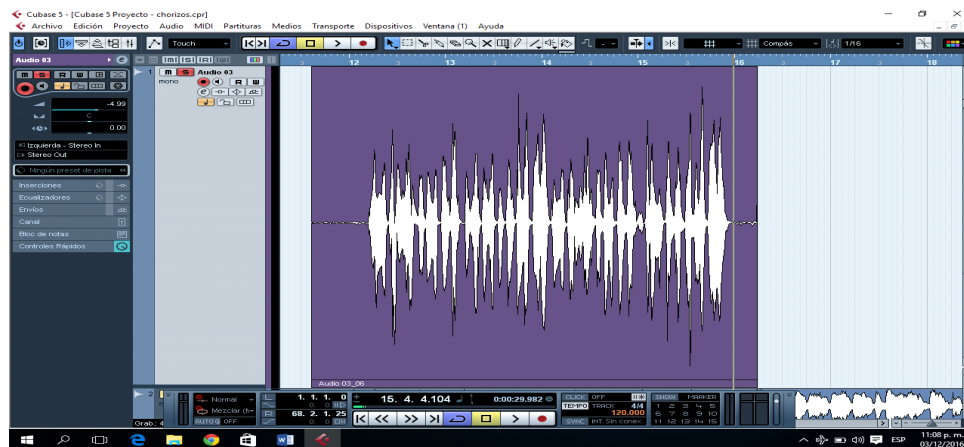 Cubase 5 - [Cubase 5 Proyecto - chorizos.cpr]
Archivo Edición Proyecto Audio MIDI Partituras Medios Transporte Dispositivos Ventana (1) Ayuda
Touch
Compás
1/16
Audio 03
12 13 14 15 16 17 18
1 m S Audio 03
mono
R W
-4.99
C
0.00
Izquierda - Stereo In
Stereo Out
Ningún preset de pista
Inserciones
Ecualizadores
Envíos
Canal
Bloc de notas
Controles Rápidos
Audio 03_06
2
Normal
Mezclar
AUTO Q OFF
L
R
1. 1. 1. 0
68. 2. 1. 25
15. 4. 4.104
0:00:29.982
CLICK OFF
TEMPO TRACK 4/4
120.000
SYNC INT. Sin conex
SHOW MARKER
1 2 3 4 5
6 7 8 9 10
11 12 13 14 15
Grab.:
ESP
11:08 p. m.
03/12/2016